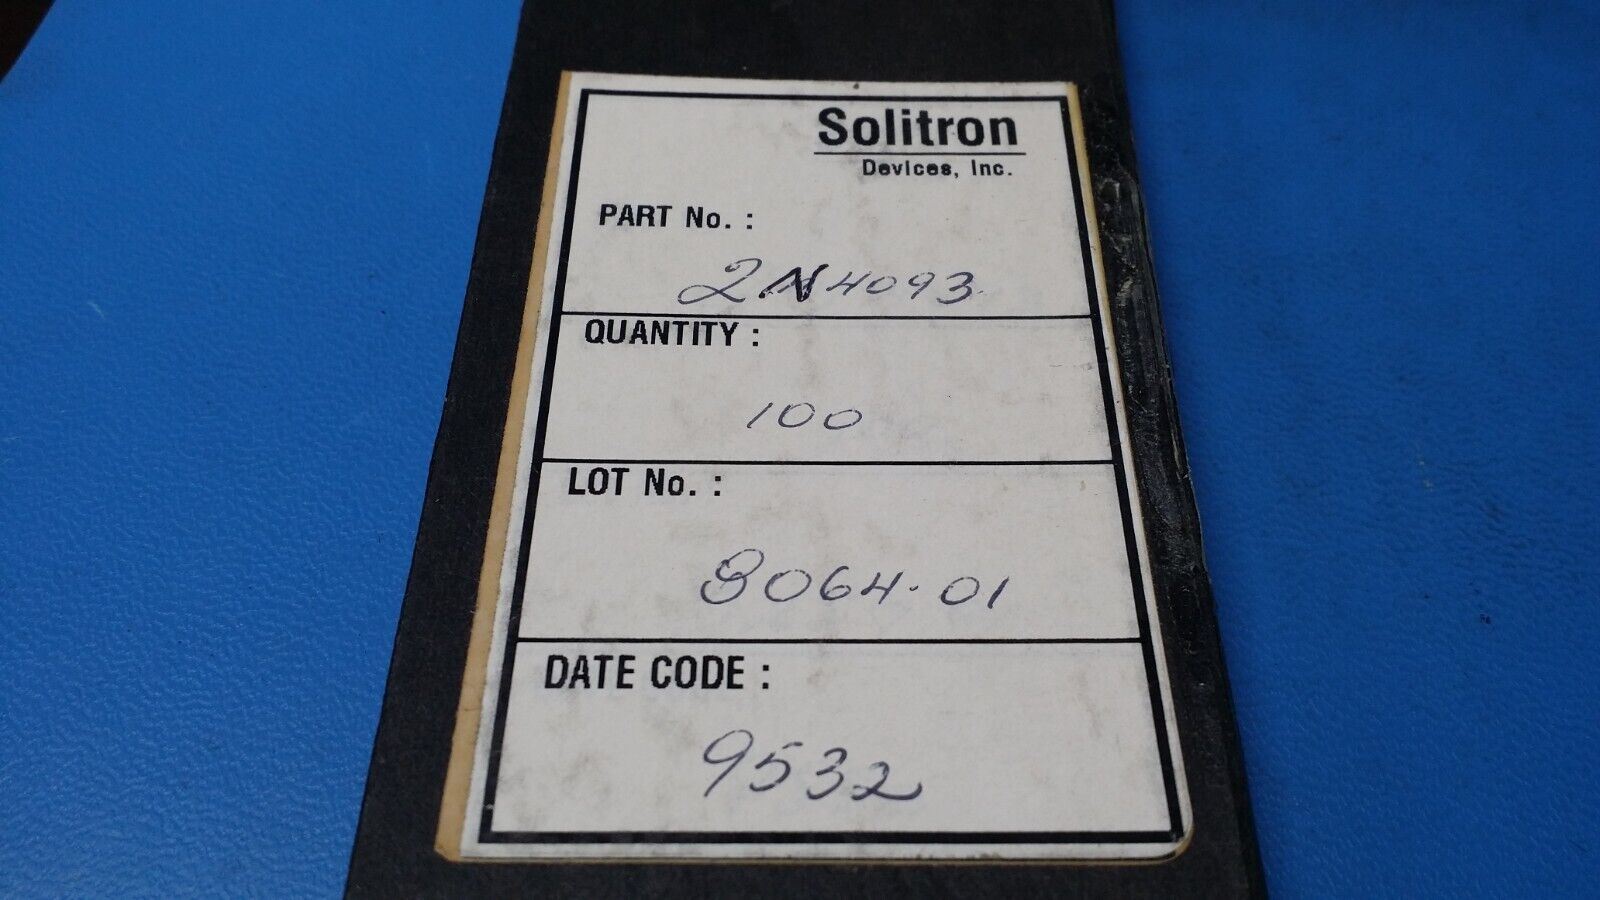 Solitron
Devices, Inc.
PART No. :
2N4093
QUANTITY :
100
LOT No. :
8064-01
DATE CODE :
9532